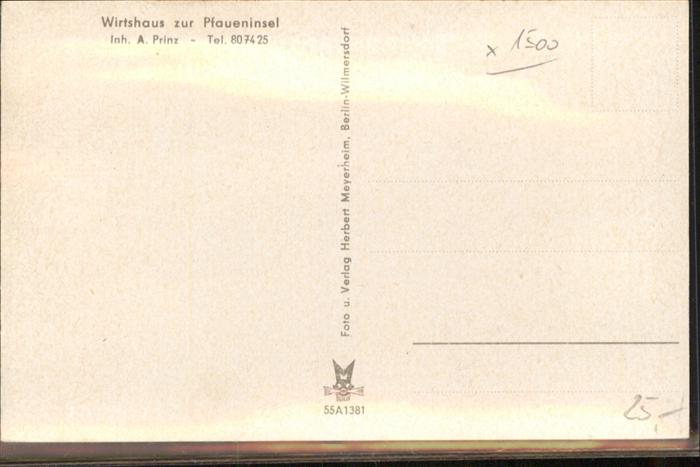 Wirtshaus zur Pfaueninsel
Inh. A. Prinz - Tel. 807425
x 1500
Foto u. Verlag Herbert Meyerheim, Berlin-Wilmersdorf
55A1381
25,-